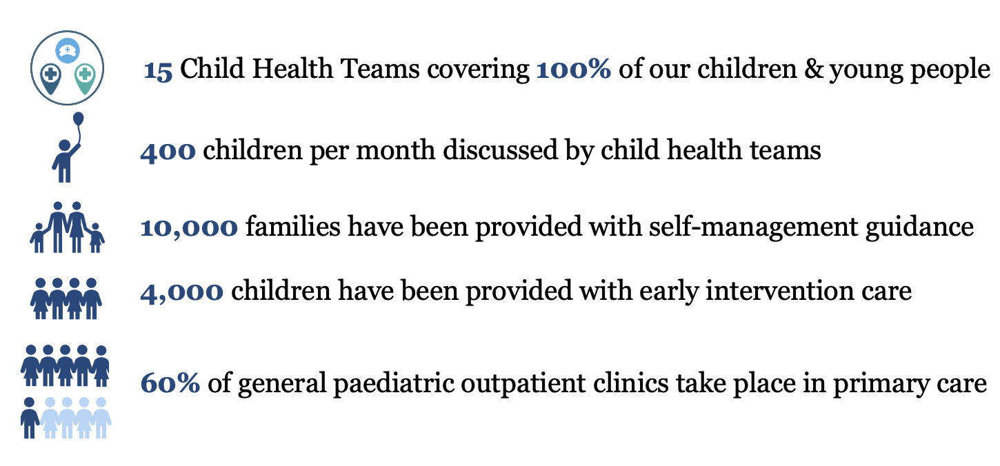 15 Child Health Teams covering 100% of our children & young people
400 children per month discussed by child health teams
10,000 families have been provided with self-management guidance
4,000 children have been provided with early intervention care
60% of general paediatric outpatient clinics take place in primary care